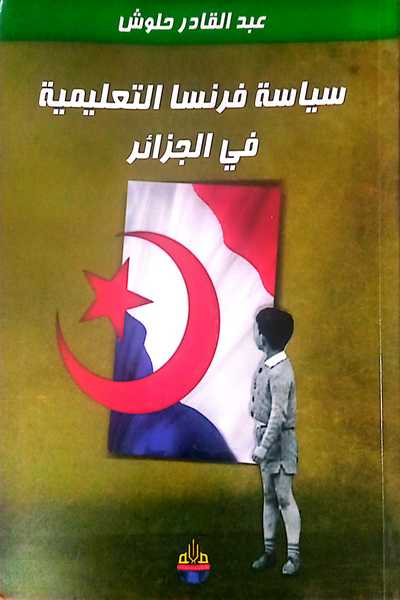 عبد القادر حلوش
سياسة فرنسا التعليمية
في الجزائر